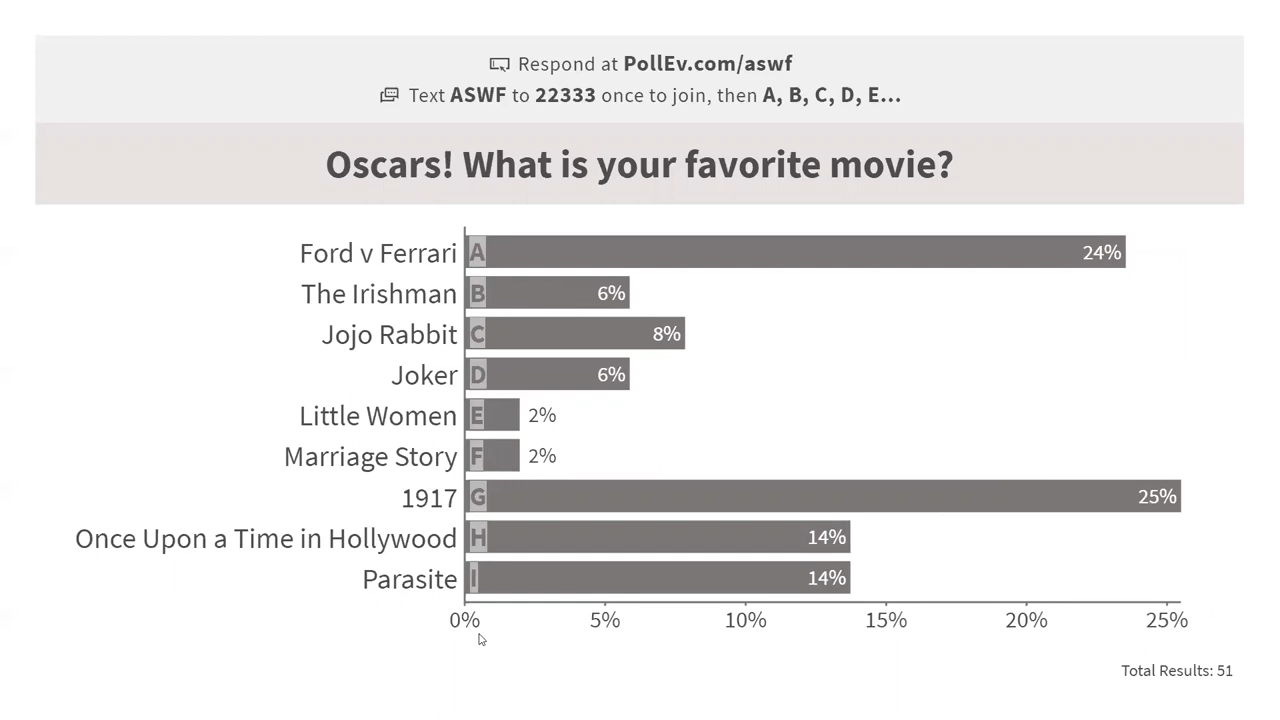 Respond at PollEv.com/aswf
Text ASWF to 22333 once to join, then A, B, C, D, E...
Oscars! What is your favorite movie?
Ford v Ferrari A 24%
The Irishman B 6%
Jojo Rabbit C 8%
Joker D 6%
Little Women E 2%
Marriage Story F 2%
1917 G 25%
Once Upon a Time in Hollywood H 14%
Parasite I 14%
0% 5% 10% 15% 20% 25%
Total Results: 51